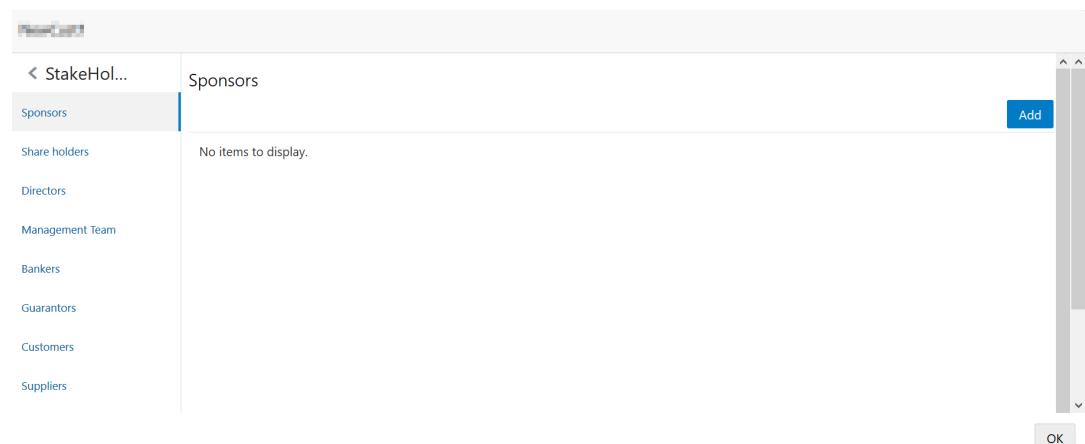 StakeHol...
Sponsors
Share holders
Directors
Management Team
Bankers
Guarantors
Customers
Suppliers
Sponsors
Add
No items to display.
OK